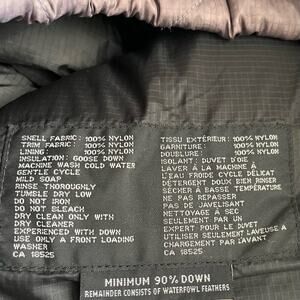 SHELL FABRIC: 100% NYLON
TRIM FABRIC: 100% NYLON
LINING: 100% NYLON
INSULATION: GOOSE DOWN
MACHINE WASH COLD WATER
GENTLE CYCLE
MILD SOAP
RINSE THOROUGHLY
TUMBLE DRY LOW
DO NOT IRON
DO NOT BLEACH
DRY CLEAN ONLY WITH
DRY CLEANER
EXPERIENCED WITH DOWN
USE ONLY A FRONT LOADING
WASHER
CA 18525
TISSU EXTÉRIEUR: 100% NYLON
GARNITURE: 100% NYLON
DOUBLURE: 100% NYLON
ISOLANT: DUVET D'OIE
LAVER À LA MACHINE À
L'EAU FROIDE CYCLE DÉLICAT
DÉTERGENT DOUX BIEN RINSER
SÉCHER À BASSE TEMPÉRATURE
NE PAS REPASSER
PAS DE JAVELISANT
NETTOYAGE À SEC
SEULEMENT PAR UN
EXPERT POUR LE DUVET
UTILISER SEULEMENT LAVEUSE À
CHARGEMENT PAR L'AVANT
CA 18525
MINIMUM 90% DOWN
REMAINDER CONSISTS OF WATERFOWL FEATHERS